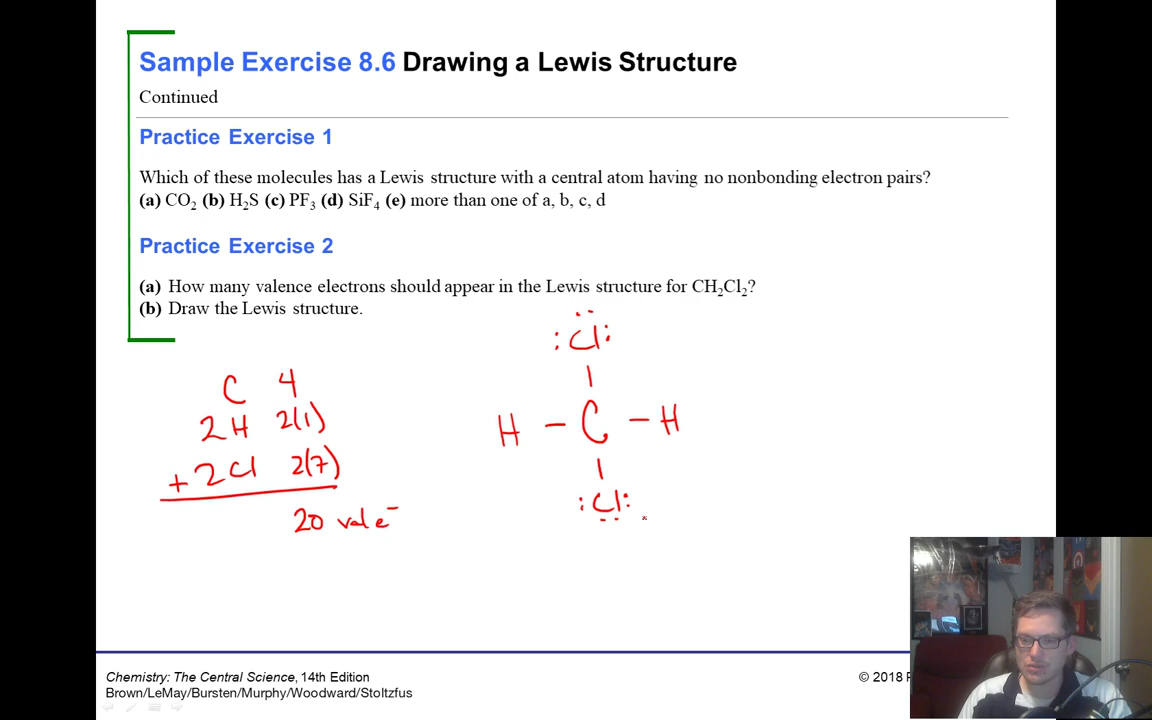 Sample Exercise 8.6 Drawing a Lewis Structure
Continued
Practice Exercise 1
Which of these molecules has a Lewis structure with a central atom having no nonbonding electron pairs?
(a) CO₂ (b) H₂S (c) PF₃ (d) SiF₄ (e) more than one of a, b, c, d
Practice Exercise 2
(a) How many valence electrons should appear in the Lewis structure for CH₂Cl₂?
(b) Draw the Lewis structure.
C 4
2H 2(1)
+ 2Cl 2(7)
20 val e⁻
:Cl:
H - C - H
:Cl:
Chemistry: The Central Science, 14th Edition
Brown/LeMay/Bursten/Murphy/Woodward/Stoltzfus
© 2018